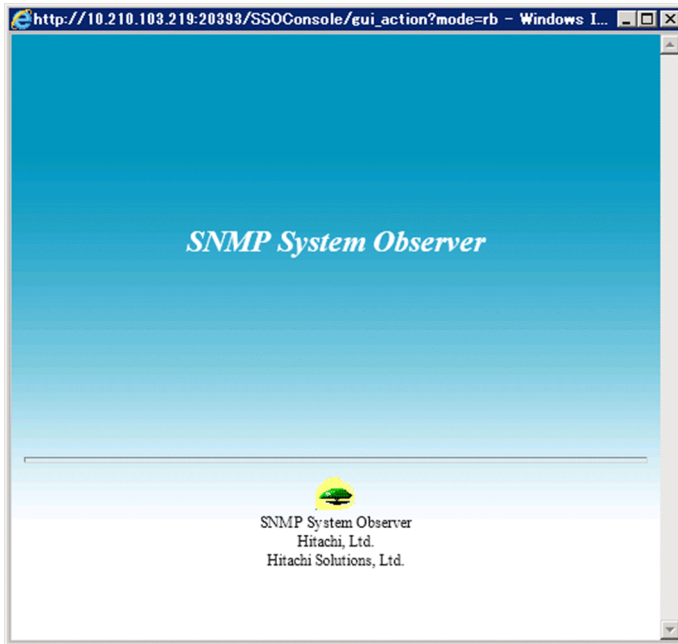 http://10.210.103.219:20393/SSOConsole/gui_action?mode=rb - Windows I...
SNMP System Observer
SNMP System Observer
Hitachi, Ltd.
Hitachi Solutions, Ltd.